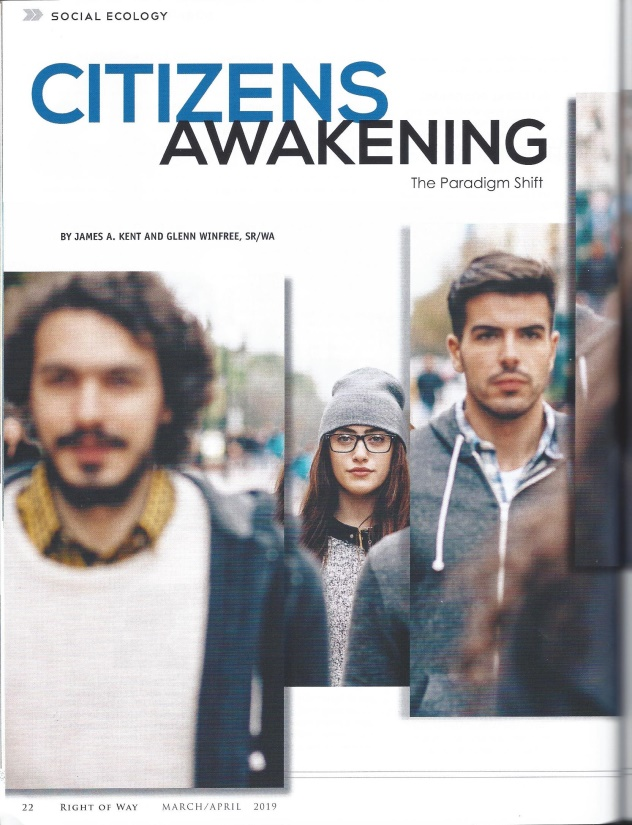 SOCIAL ECOLOGY
CITIZENS
AWAKENING
The Paradigm Shift
BY JAMES A. KENT AND GLENN WINFREE, SR/WA
22 RIGHT OF WAY MARCH/APRIL 2019